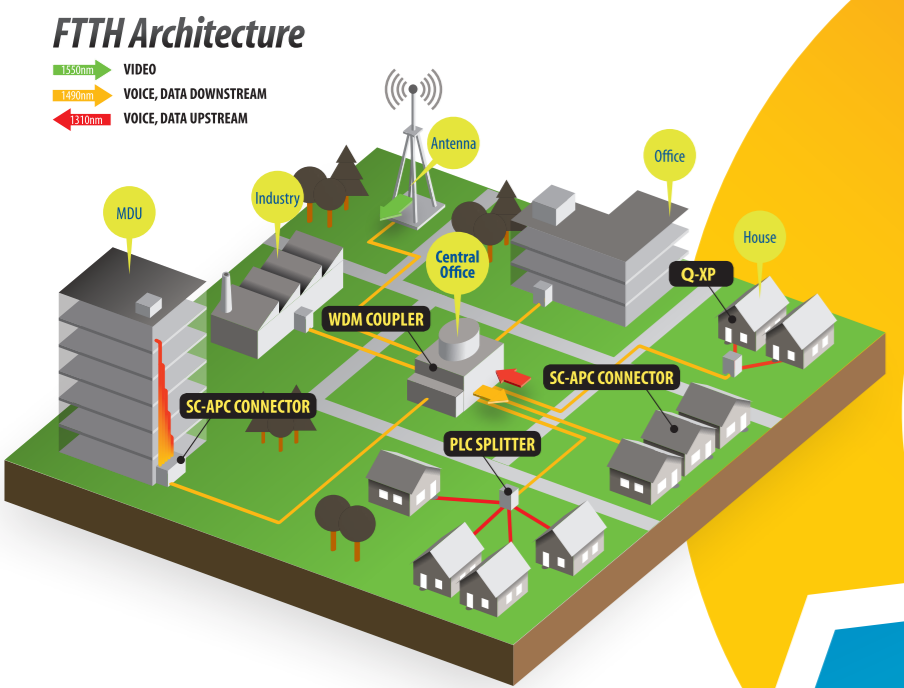 FTTH Architecture
1550nm VIDEO
1490nm VOICE, DATA DOWNSTREAM
1310nm VOICE, DATA UPSTREAM
Antenna
Office
MDU
Industry
House
Central
Office
Q-XP
WDM COUPLER
SC-APC CONNECTOR
SC-APC CONNECTOR
PLC SPLITTER